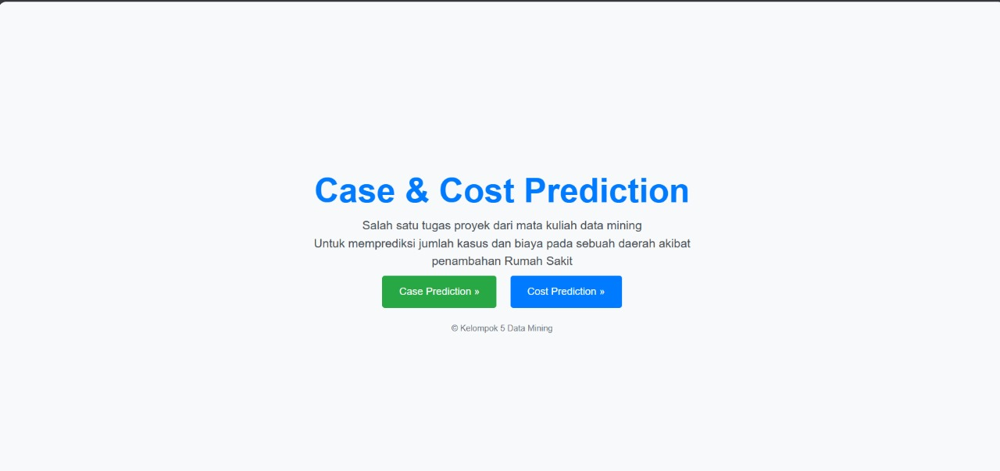 Case & Cost Prediction
Salah satu tugas proyek dari mata kuliah data mining
Untuk memprediksi jumlah kasus dan biaya pada sebuah daerah akibat
penambahan Rumah Sakit
Case Prediction »
Cost Prediction »
© Kelompok 5 Data Mining